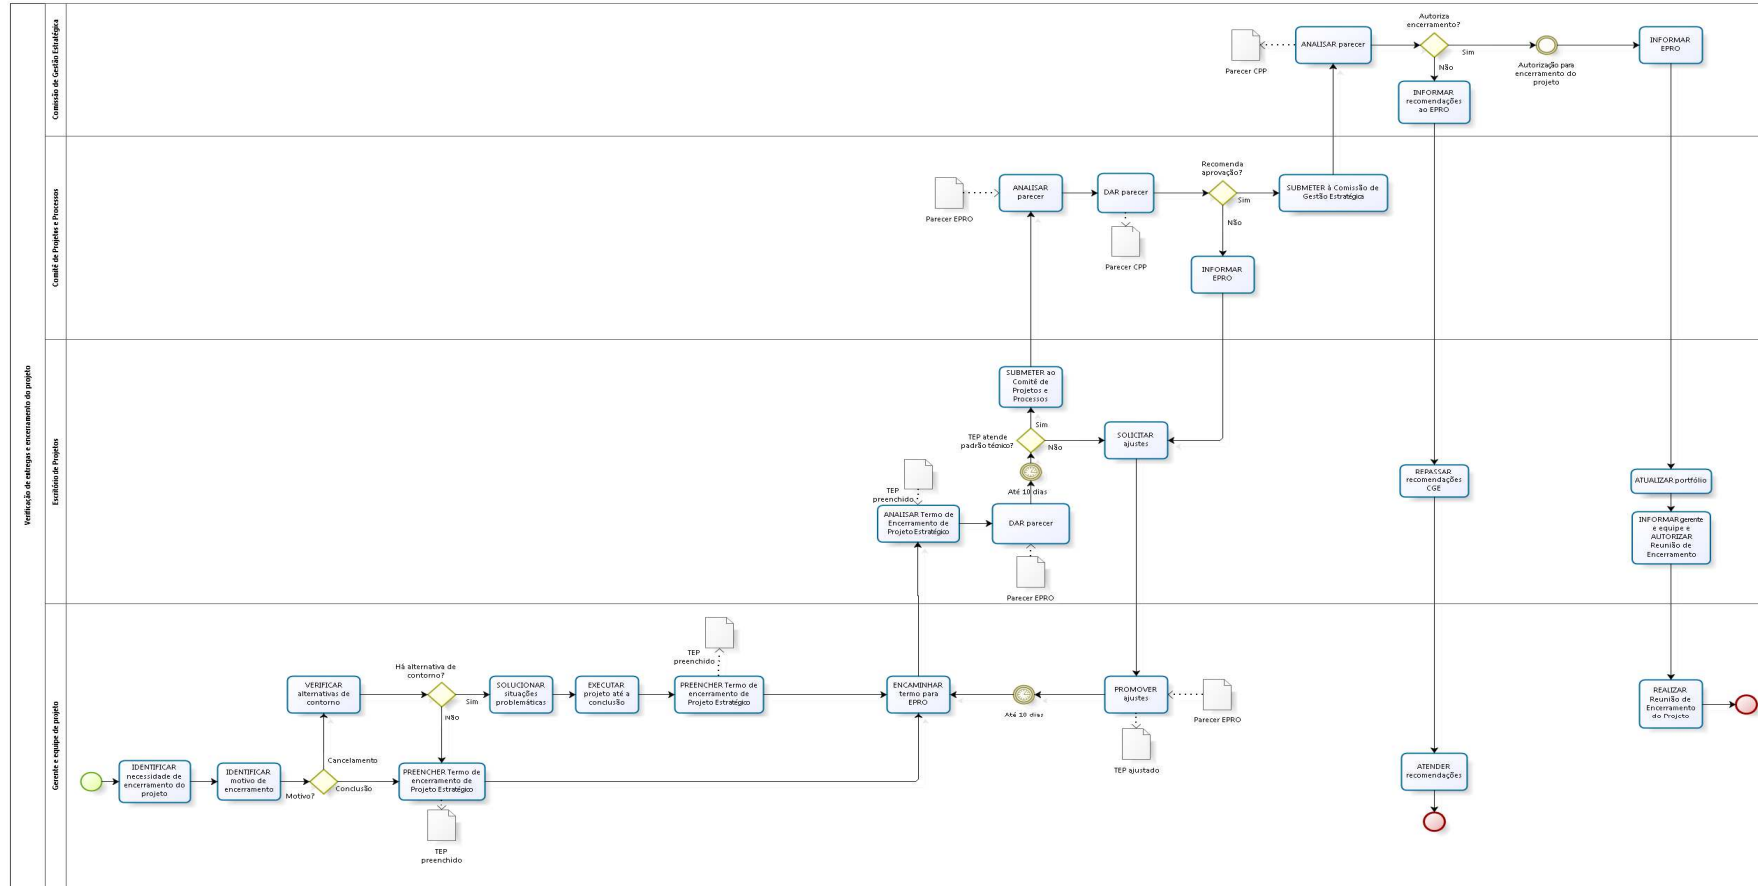 Verificação de entregas e encerramento do projeto
Comissão de Gestão Estratégica
Parecer CPP
ANALISAR parecer
Autoriza
encerramento?
Sim
Não
Autorização para
encerramento do
projeto
INFORMAR
EPRO
INFORMAR
recomendações
ao EPRO
Comitê de Projetos e Processos
Parecer EPRO
ANALISAR
parecer
DAR parecer
Parecer CPP
Recomenda
aprovação?
Sim
Não
SUBMETER à Comissão de
Gestão Estratégica
INFORMAR
EPRO
Escritório de Projetos
SUBMETER ao
Comitê de
Projetos e
Processos
Sim
TEP atende
padrão técnico?
Não
SOLICITAR
ajustes
Até 10 dias
TEP
preenchido
ANALISAR Termo de
Encerramento de
Projeto Estratégico
DAR parecer
Parecer EPRO
REPASSAR
recomendações
CGE
ATUALIZAR portfólio
INFORMAR gerente
e equipe e
AUTORIZAR
Reunião de
Encerramento
Gerente e equipe de projeto
IDENTIFICAR
necessidade de
encerramento do
projeto
IDENTIFICAR
motivo de
encerramento
Motivo?
Cancelamento
Conclusão
VERIFICAR
alternativas de
contorno
Há alternativa de
contorno?
Sim
Não
SOLUCIONAR
situações
problemáticas
EXECUTAR
projeto até a
conclusão
TEP
preenchido
PREENCHER Termo de
encerramento de
Projeto Estratégico
PREENCHER Termo de
encerramento de
Projeto Estratégico
TEP
preenchido
ENCAMINHAR
termo para
EPRO
Até 10 dias
PROMOVER
ajustes
Parecer EPRO
TEP ajustado
ATENDER
recomendações
REALIZAR
Reunião de
Encerramento
do Projeto